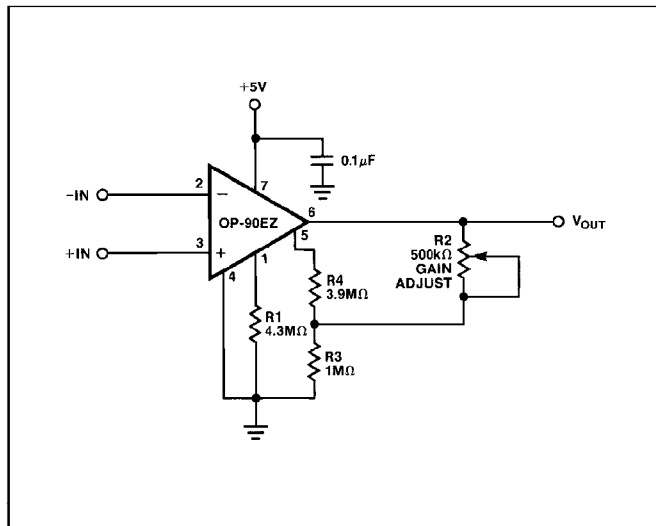 +5V
0.1µF
2
7
−IN
−
OP-90EZ
6
V_OUT
5
+IN
3
+
4
1
R1
4.3MΩ
R4
3.9MΩ
R3
1MΩ
R2
500kΩ
GAIN
ADJUST